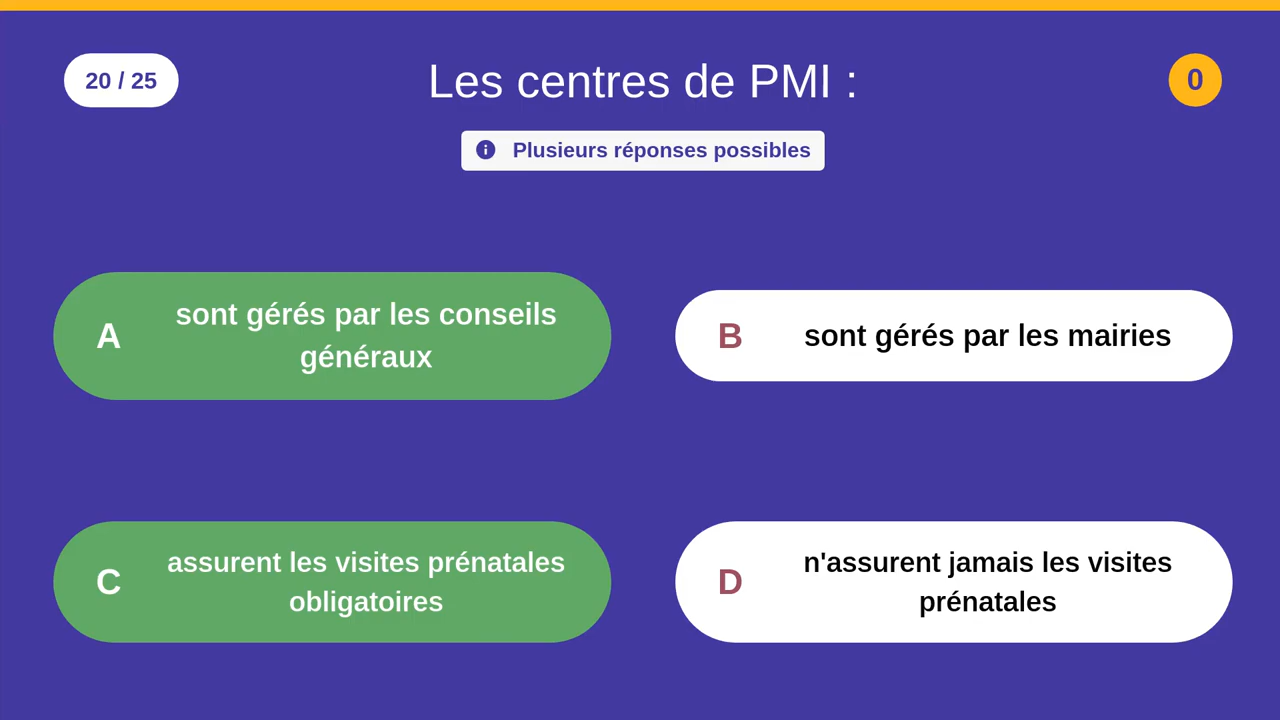 20 / 25
Les centres de PMI :
0
Plusieurs réponses possibles
A
sont gérés par les conseils
généraux
B
sont gérés par les mairies
C
assurent les visites prénatales
obligatoires
D
n'assurent jamais les visites
prénatales